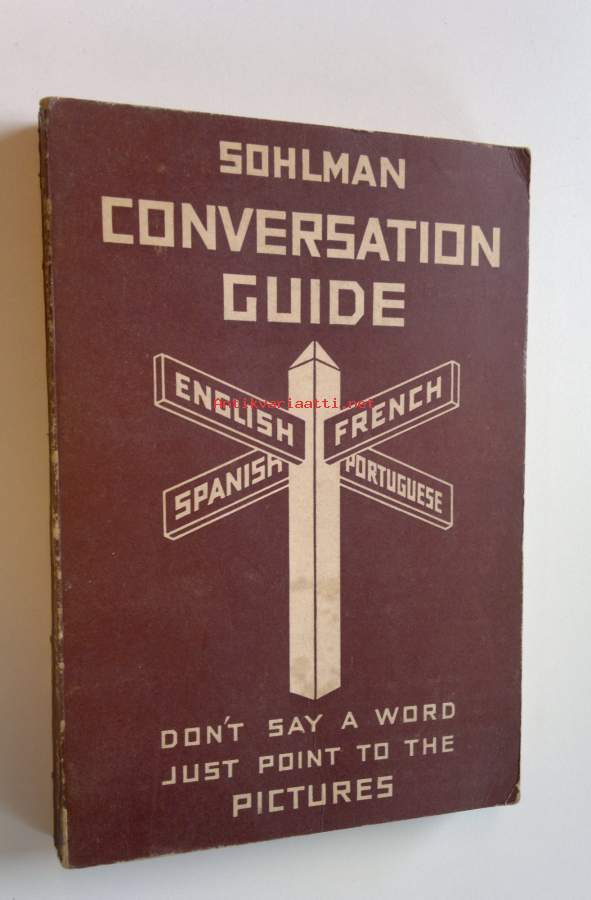 SOHLMAN
CONVERSATION
GUIDE
ENGLISH
FRENCH
SPANISH
PORTUGUESE
Antikvariaatti.net
DON'T SAY A WORD
JUST POINT TO THE
PICTURES